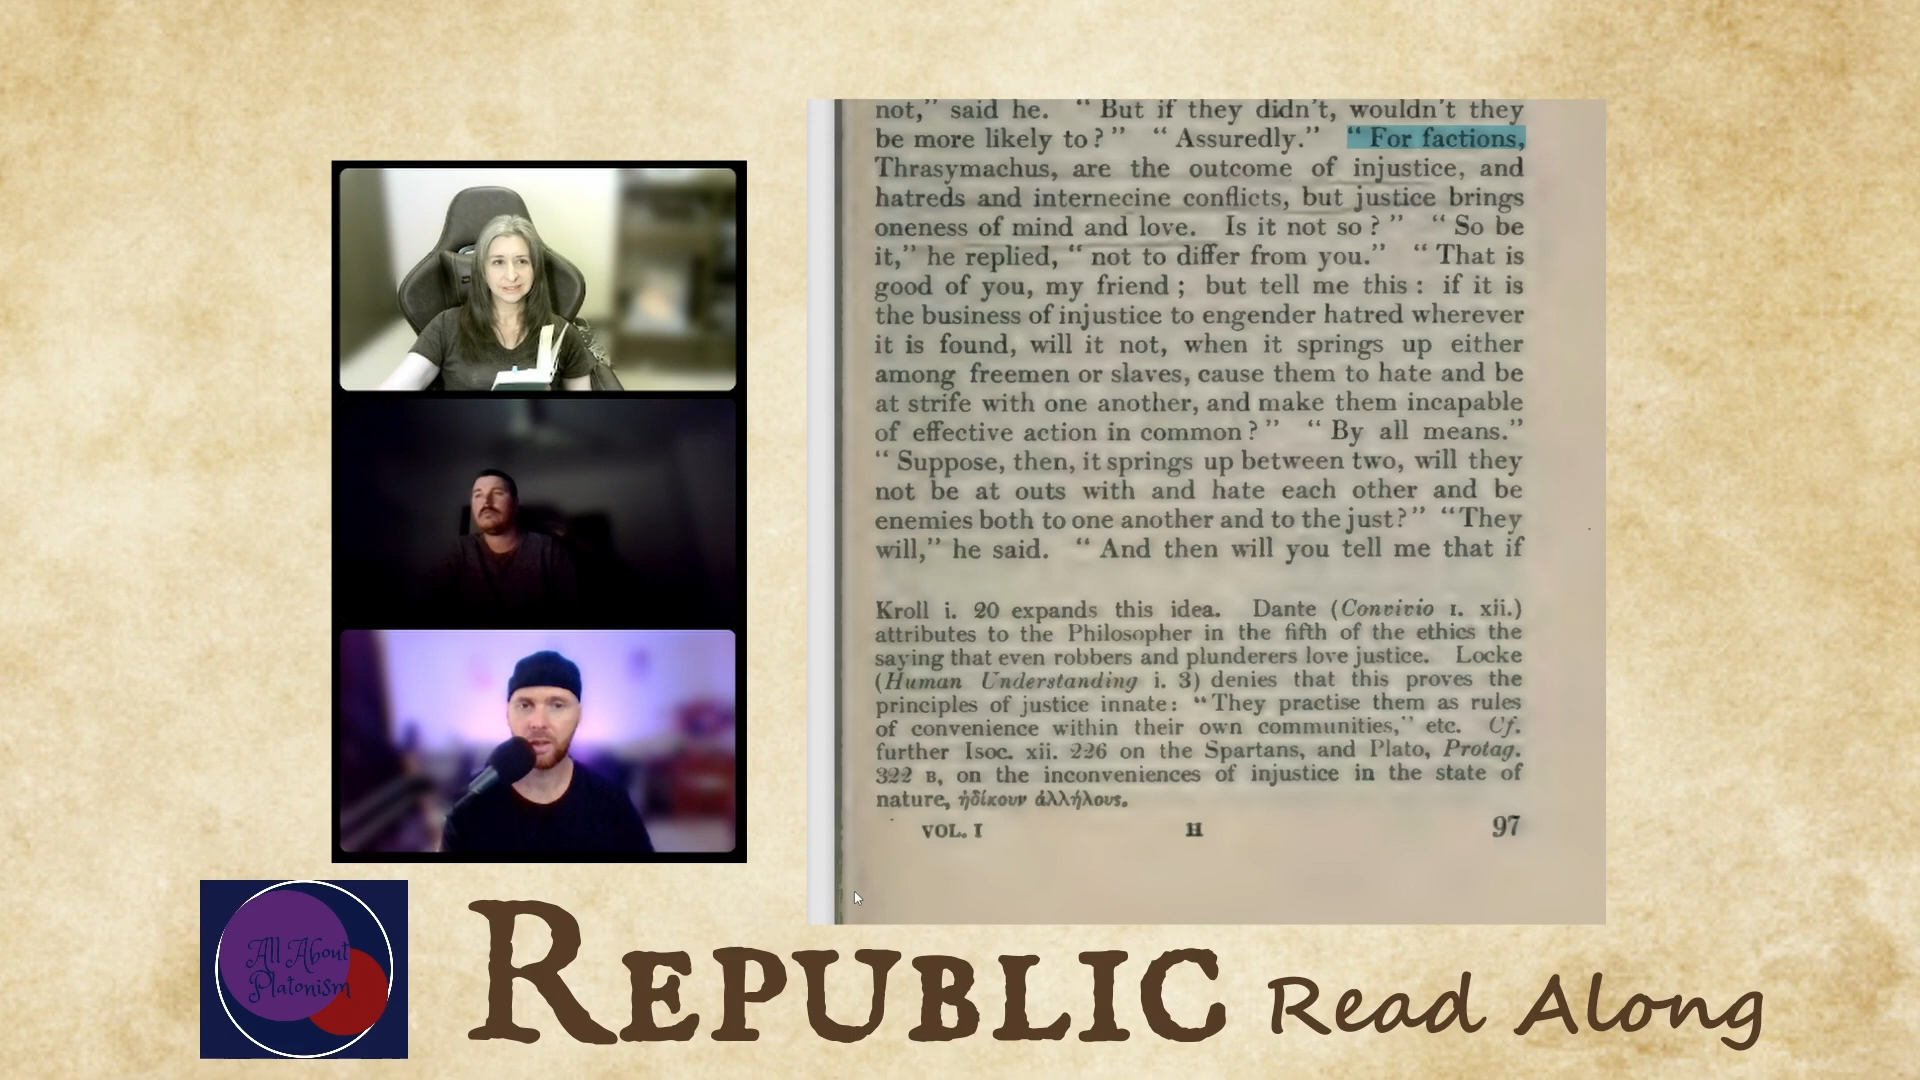 not,” said he. “ But if they didn’t, wouldn’t they
be more likely to ? ” “ Assuredly.” “ For factions,
Thrasymachus, are the outcome of injustice, and
hatreds and internecine conflicts, but justice brings
oneness of mind and love. Is it not so ? ” “ So be
it,” he replied, “ not to differ from you.” “ That is
good of you, my friend ; but tell me this : if it is
the business of injustice to engender hatred wherever
it is found, will it not, when it springs up either
among freemen or slaves, cause them to hate and be
at strife with one another, and make them incapable
of effective action in common ? ” “ By all means.”
“ Suppose, then, it springs up between two, will they
not be at outs with and hate each other and be
enemies both to one another and to the just ? ” “ They
will,” he said. “ And then will you tell me that if
Kroll i. 20 expands this idea. Dante (Convivio I. xii.)
attributes to the Philosopher in the fifth of the ethics the
saying that even robbers and plunderers love justice. Locke
(Human Understanding i. 3) denies that this proves the
principles of justice innate : “ They practise them as rules
of convenience within their own communities,” etc. Cf.
further Isoc. xii. 226 on the Spartans, and Plato, Protag.
322 B, on the inconveniences of injustice in the state of
nature, ἠδίκουν ἀλλήλους.
VOL. I H 97
All About
Platonism
REPUBLIC Read Along